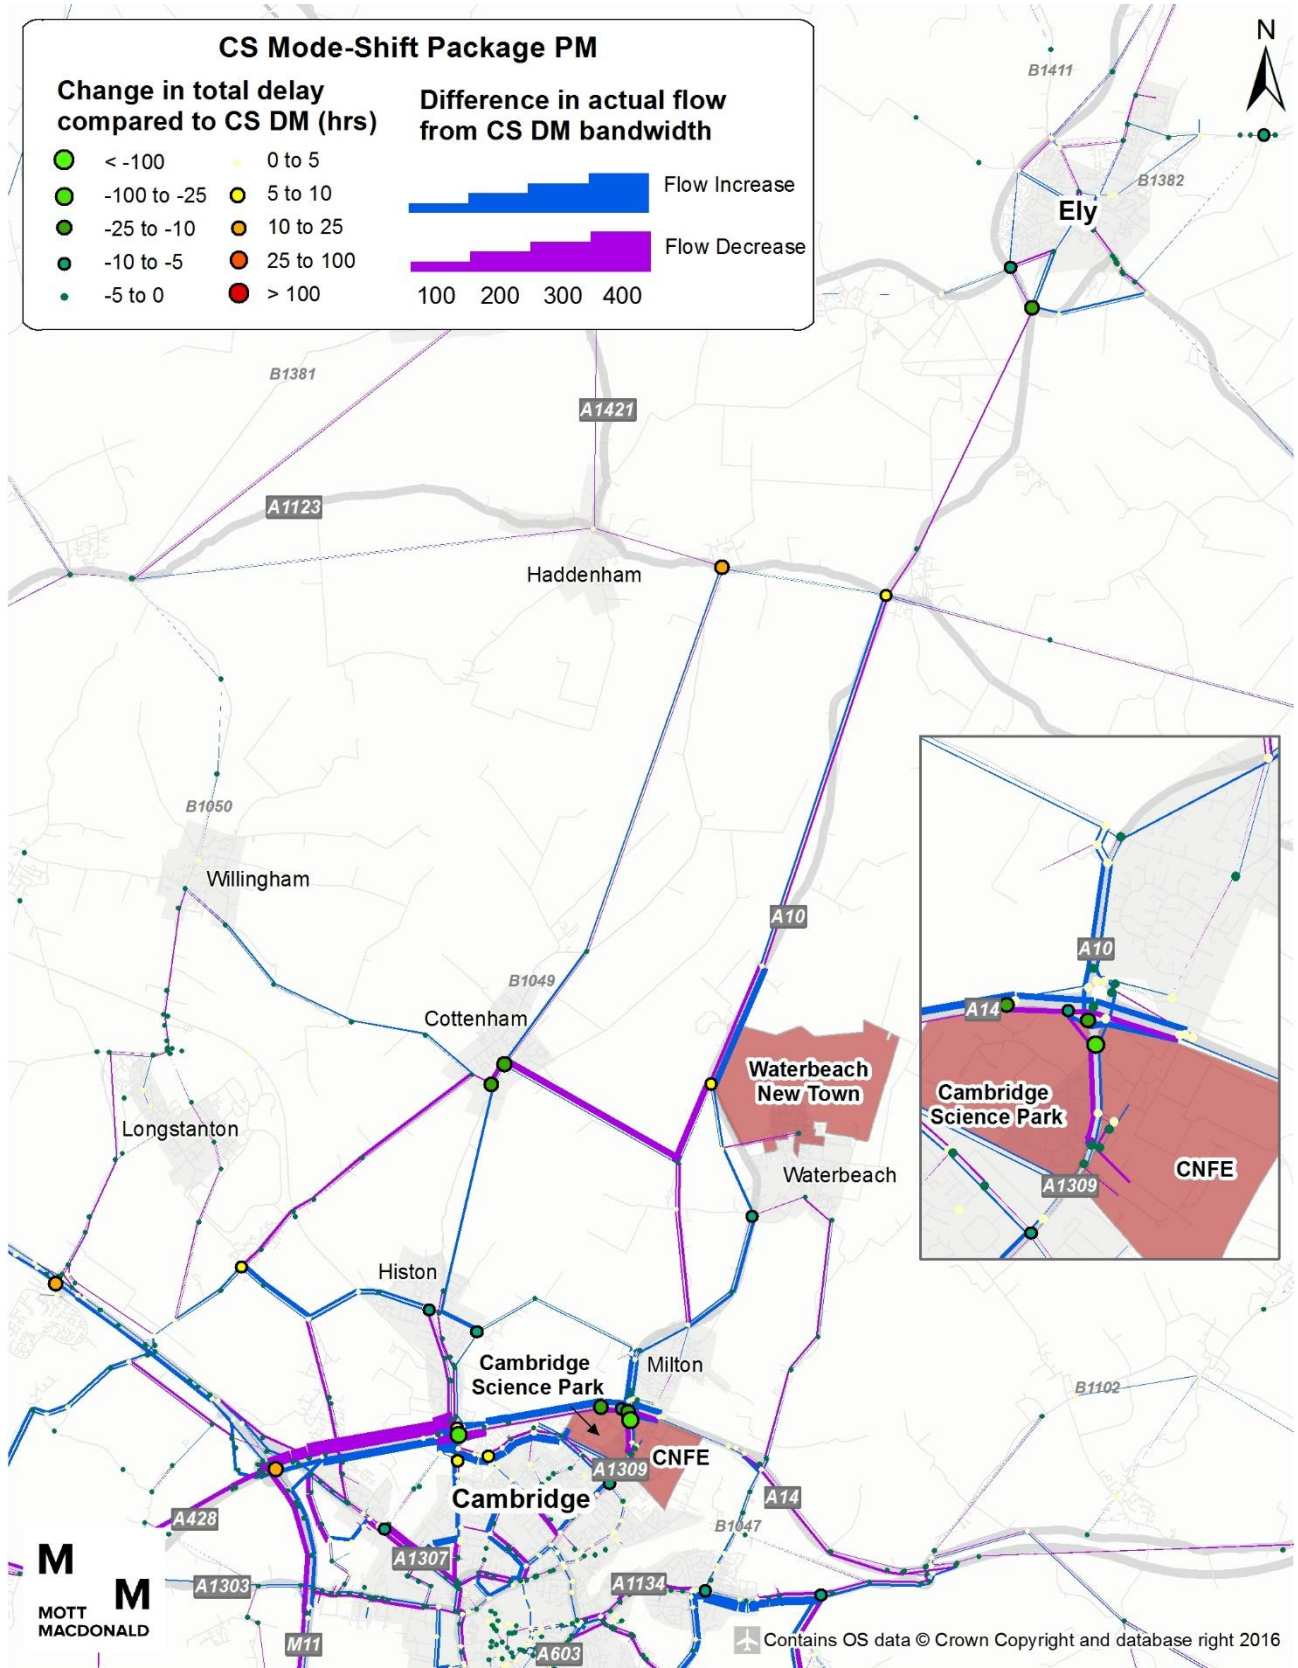 CS Mode-Shift Package PM
Change in total delay
compared to CS DM (hrs)
< -100
-100 to -25
-25 to -10
-10 to -5
-5 to 0
0 to 5
5 to 10
10 to 25
25 to 100
> 100
Difference in actual flow
from CS DM bandwidth
Flow Increase
Flow Decrease
100 200 300 400
N
B1411
B1382
Ely
B1381
A1421
A1123
Haddenham
B1050
Willingham
A10
B1049
Cottenham
Waterbeach
New Town
Longstanton
Waterbeach
Histon
Milton
Cambridge
Science Park
CNFE
A1309
Cambridge
A14
B1102
B1047
A428
A1307
A1303
A1134
M11
A603
A10
A14
Cambridge
Science Park
CNFE
A1309
M
M
MOTT
MACDONALD
Contains OS data © Crown Copyright and database right 2016